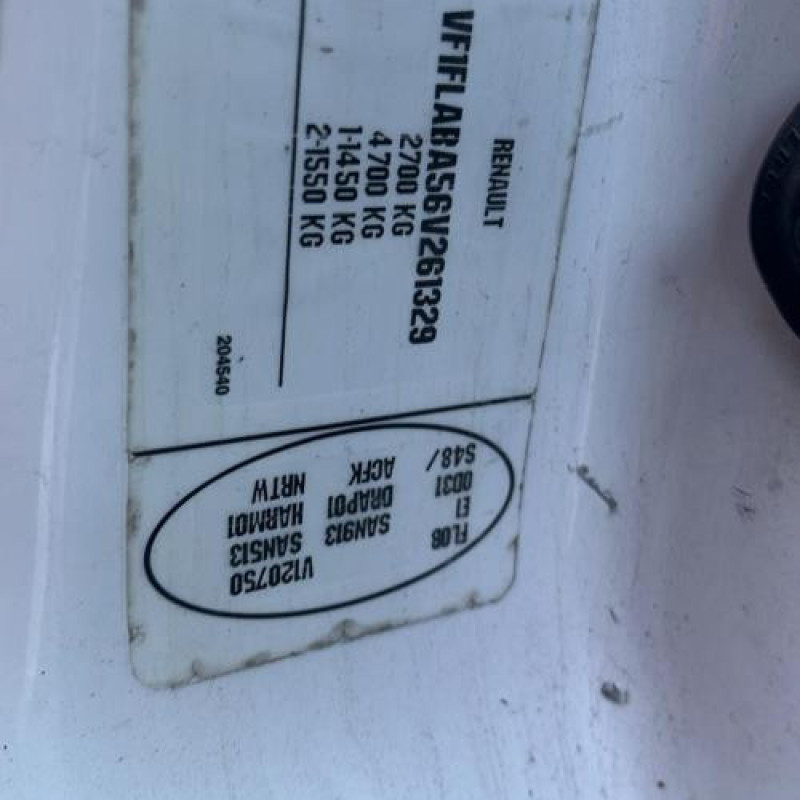 RENAULT
VF1FLABA56V261329
2700 KG
4700 KG
1-1450 KG
2-1550 KG
204540
FL0B
E1
0D31
S48/
SAN913
DRAP01
ACFK
V120750
SAN513
HARM01
NRTW